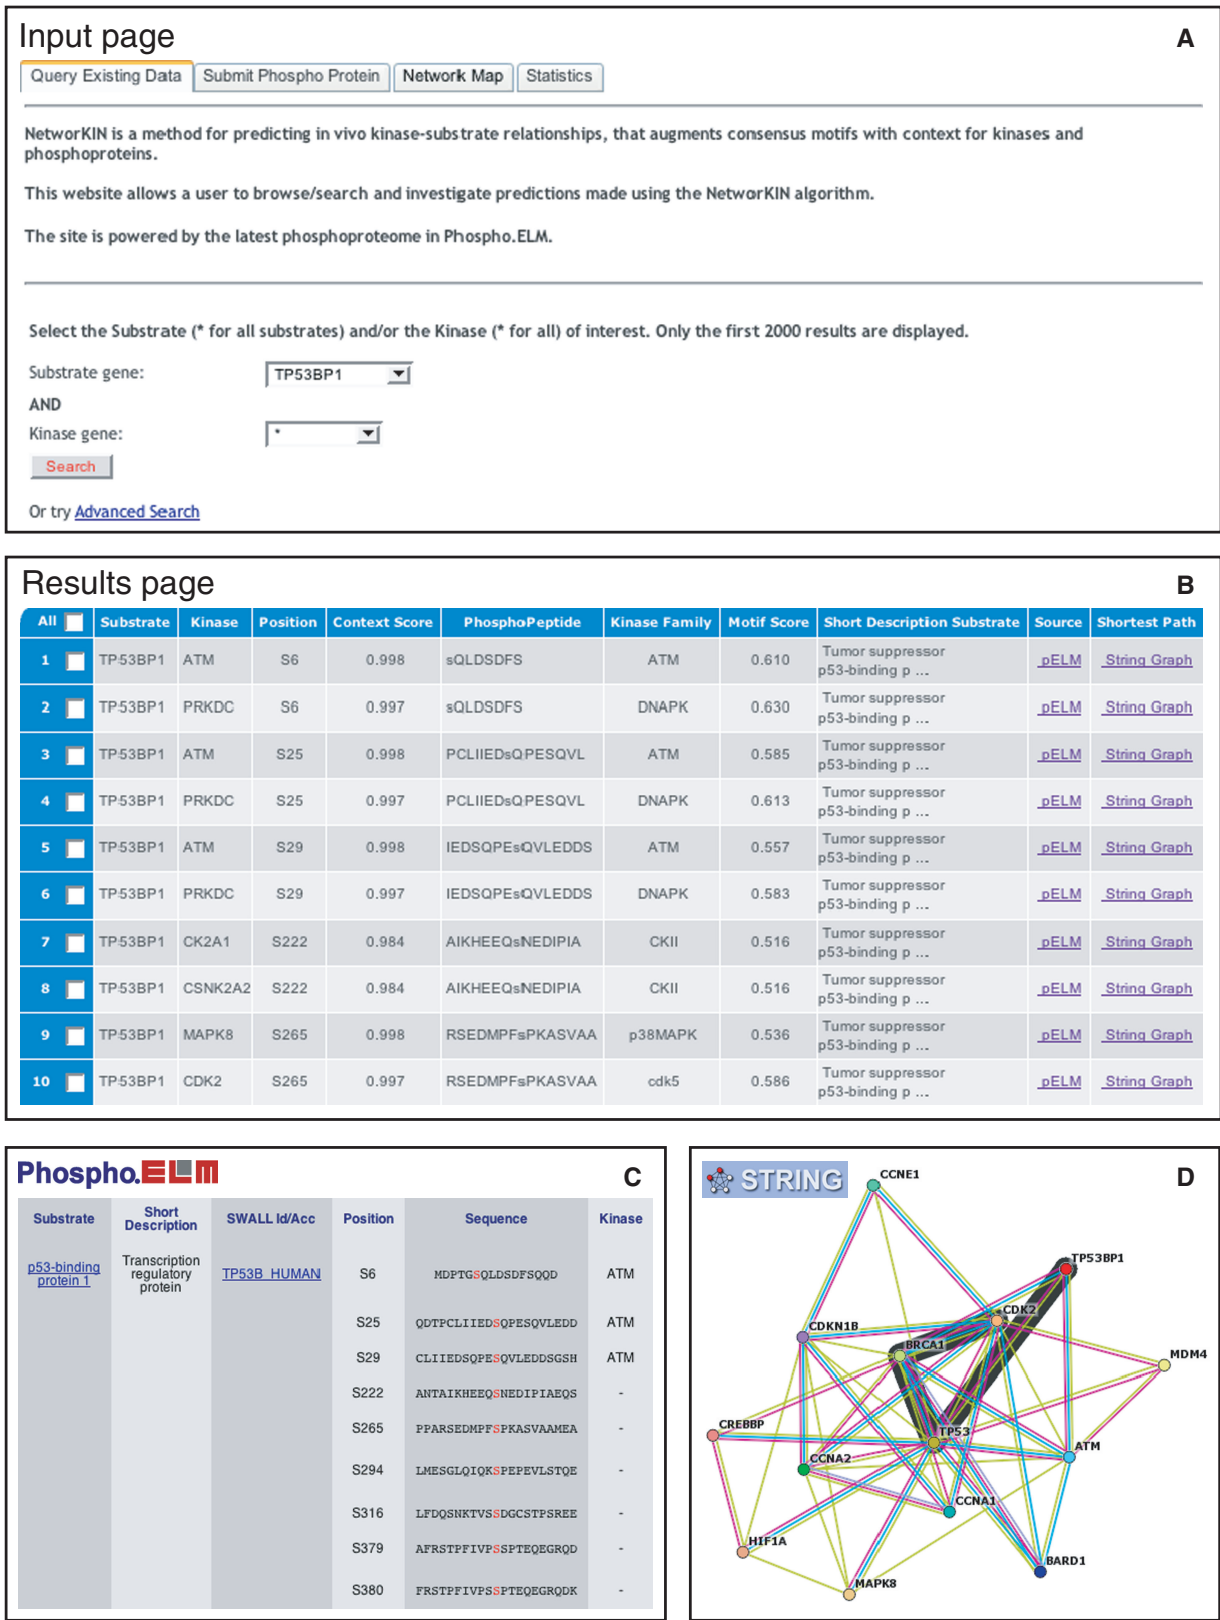 Input page
A
Query Existing Data Submit Phospho Protein Network Map Statistics
NetworKIN is a method for predicting in vivo kinase-substrate relationships, that augments consensus motifs with context for kinases and
phosphoproteins.
This website allows a user to browse/search and investigate predictions made using the NetworKIN algorithm.
The site is powered by the latest phosphoproteome in Phospho.ELM.
Select the Substrate (* for all substrates) and/or the Kinase (* for all) of interest. Only the first 2000 results are displayed.
Substrate gene: TP53BP1
AND
Kinase gene: *
Search
Or try Advanced Search
Results page
B
All Substrate Kinase Position Context Score PhosphoPeptide Kinase Family Motif Score Short Description Substrate Source Shortest Path
1 TP53BP1 ATM S6 0.998 sQLDSDFS ATM 0.610 Tumor suppressor p53-binding p ... pELM String Graph
2 TP53BP1 PRKDC S6 0.997 sQLDSDFS DNAPK 0.630 Tumor suppressor p53-binding p ... pELM String Graph
3 TP53BP1 ATM S25 0.998 PCLIIEDsQPESQVL ATM 0.585 Tumor suppressor p53-binding p ... pELM String Graph
4 TP53BP1 PRKDC S25 0.997 PCLIIEDsQPESQVL DNAPK 0.613 Tumor suppressor p53-binding p ... pELM String Graph
5 TP53BP1 ATM S29 0.998 IEDSQPEsQVLEDDS ATM 0.557 Tumor suppressor p53-binding p ... pELM String Graph
6 TP53BP1 PRKDC S29 0.997 IEDSQPEsQVLEDDS DNAPK 0.583 Tumor suppressor p53-binding p ... pELM String Graph
7 TP53BP1 CK2A1 S222 0.984 AIKHEEQsNEDIPIA CKII 0.516 Tumor suppressor p53-binding p ... pELM String Graph
8 TP53BP1 CSNK2A2 S222 0.984 AIKHEEQsNEDIPIA CKII 0.516 Tumor suppressor p53-binding p ... pELM String Graph
9 TP53BP1 MAPK8 S265 0.998 RSEDMPFsPKASVAA p38MAPK 0.536 Tumor suppressor p53-binding p ... pELM String Graph
10 TP53BP1 CDK2 S265 0.997 RSEDMPFsPKASVAA cdk5 0.586 Tumor suppressor p53-binding p ... pELM String Graph
Phospho.ELM
C
Substrate Short Description SWALL Id/Acc Position Sequence Kinase
p53-binding protein 1 Transcription regulatory protein TP53B_HUMAN S6 MDPTGSQLDSDFSQQD ATM
S25 QDTPCLIIEDSQPESQVLEDD ATM
S29 CLIIEDSQPESQVLEDDSGSH ATM
S222 ANTAIKHEEQSNEDIPIAEQS -
S265 PPARSEDMPFSPKASVAAMEA -
S294 LMESGLQIQKSPEPEVLSTQE -
S316 LFDQSNKTVSSDGCSTPSREE -
S379 AFRSTPFIVPSSPTEQEGRQD -
S380 FRSTPFIVPSSPTEQEGRQDK -
STRING
D
CCNE1
TP53BP1
CDK2
CDKN1B
BRCA1
MDM4
CREBBP
TP53
ATM
CCNA2
CCNA1
HIF1A
BARD1
MAPK8